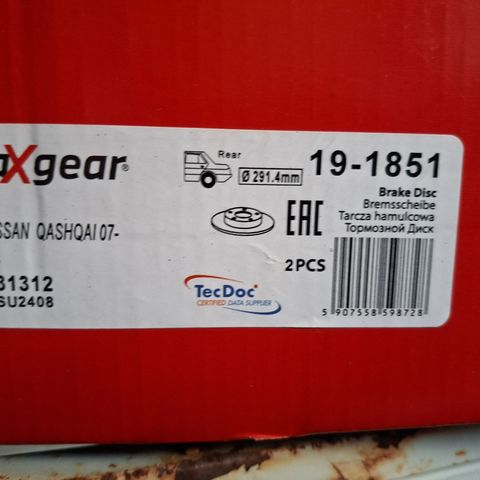 aXgear®
Rear
Ø 291.4mm
19-1851
Brake Disc
Bremsscheibe
Tarcza hamulcowa
Тормозной Диск
SSAN QASHQAI 07-
EAC
2PCS
31312
SU2408
TecDoc
CERTIFIED DATA SUPPLIER
5 907558 598728